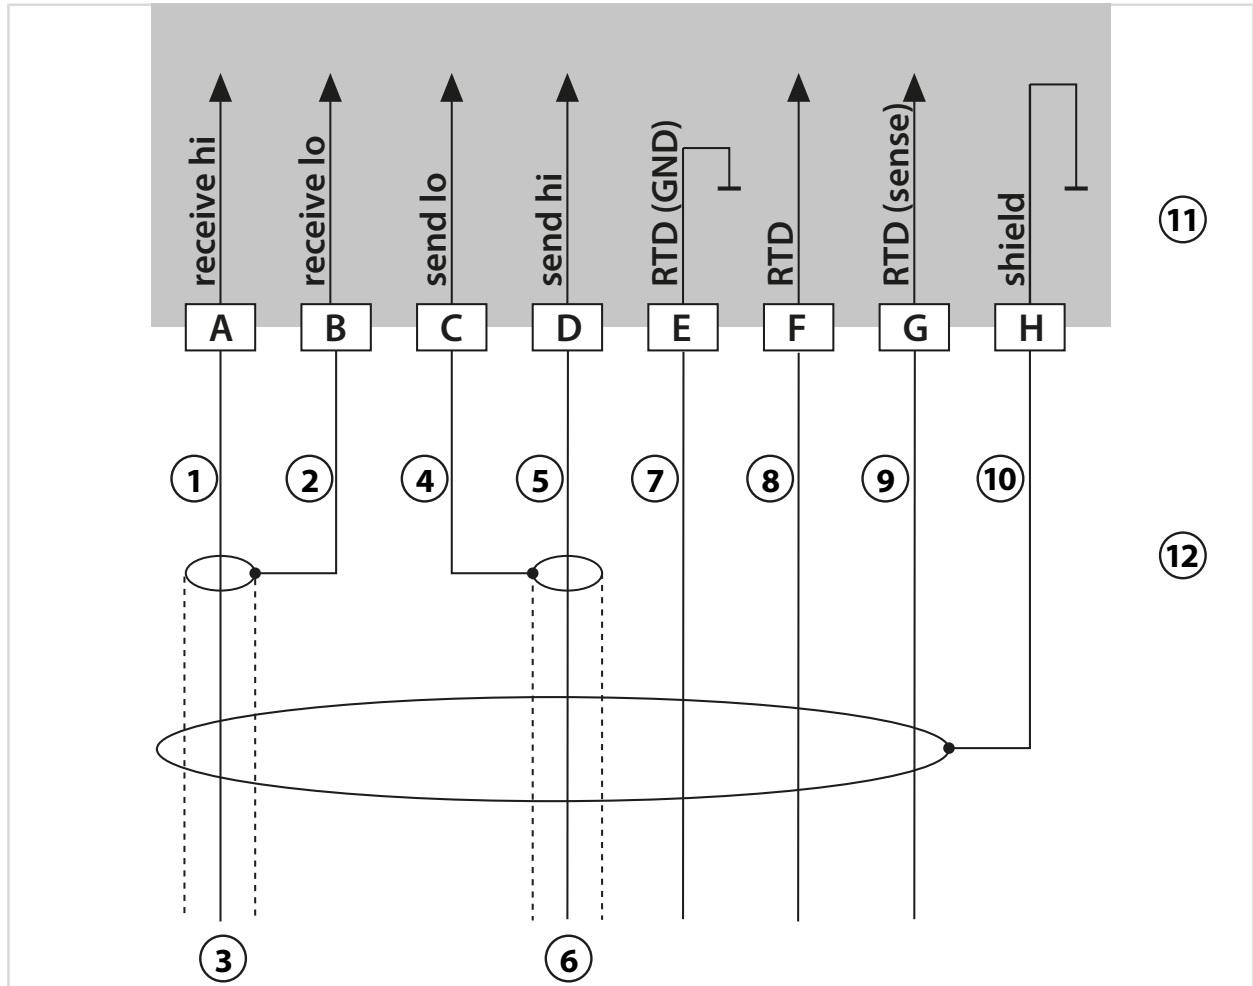 receive hi
receive lo
send lo
send hi
RTD (GND)
RTD
RTD (sense)
shield
11
A
B
C
D
E
F
G
H
1
2
4
5
7
8
9
10
12
3
6